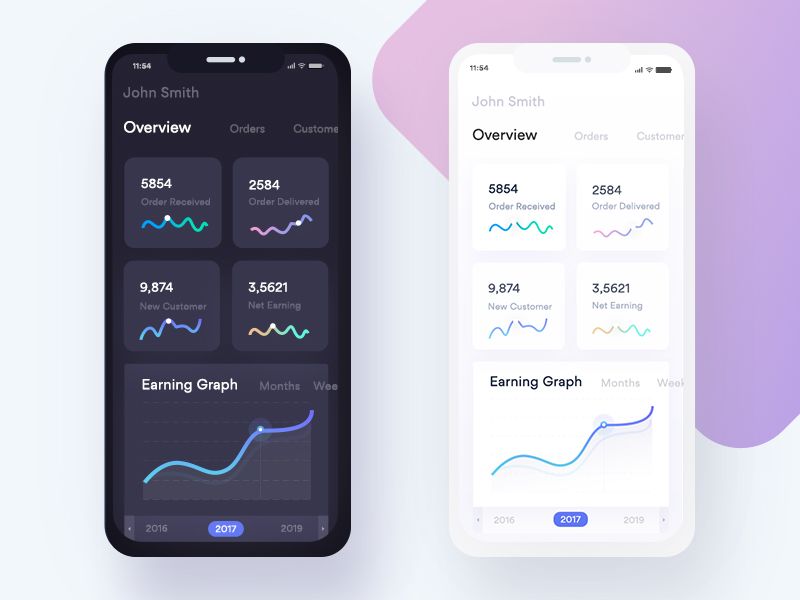 11:54
John Smith
Overview Orders Custome
5854
Order Received
2584
Order Delivered
9,874
New Customer
3,5621
Net Earning
Earning Graph Months Wee
2016 2017 2019
11:54
John Smith
Overview Orders Customer
5854
Order Received
2584
Order Delivered
9,874
New Customer
3,5621
Net Earning
Earning Graph Months Week
2016 2017 2019